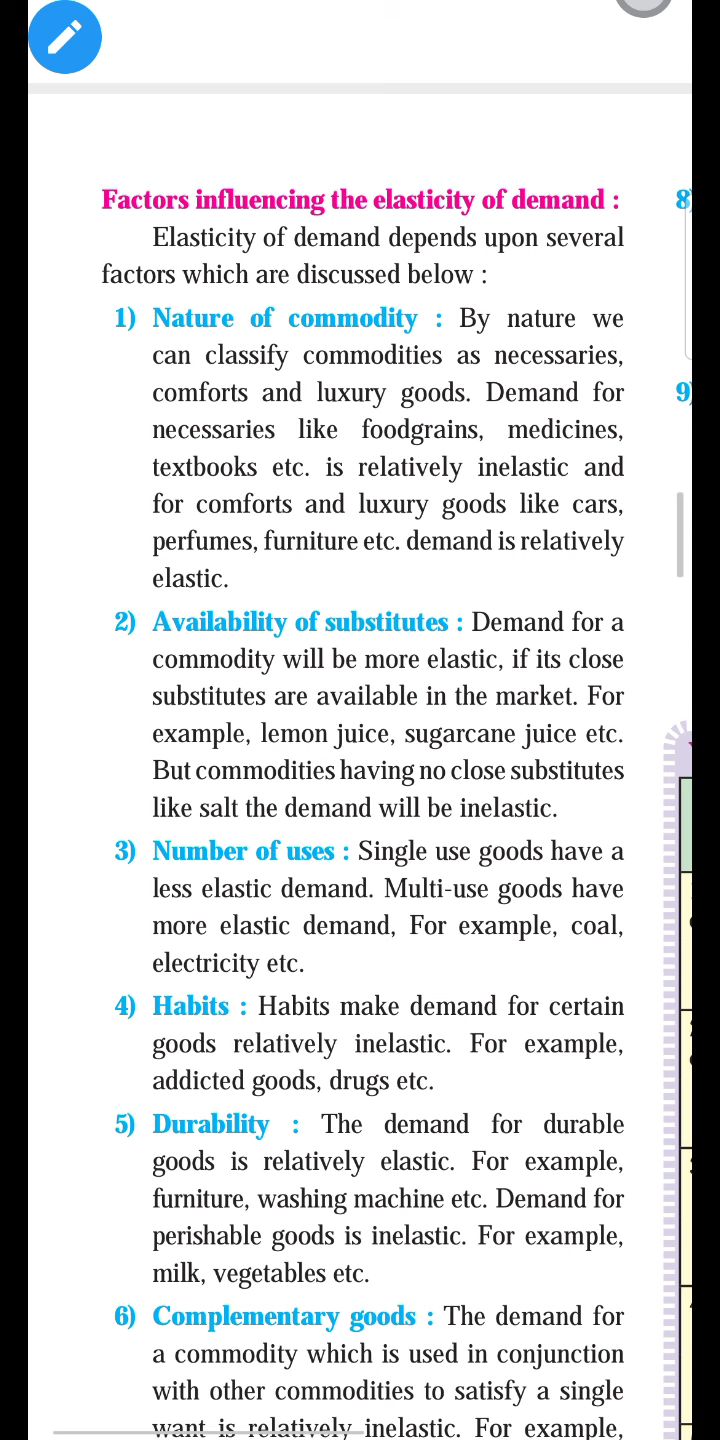 Factors influencing the elasticity of demand :
Elasticity of demand depends upon several
factors which are discussed below :
1) Nature of commodity : By nature we
can classify commodities as necessaries,
comforts and luxury goods. Demand for
necessaries like foodgrains, medicines,
textbooks etc. is relatively inelastic and
for comforts and luxury goods like cars,
perfumes, furniture etc. demand is relatively
elastic.
2) Availability of substitutes : Demand for a
commodity will be more elastic, if its close
substitutes are available in the market. For
example, lemon juice, sugarcane juice etc.
But commodities having no close substitutes
like salt the demand will be inelastic.
3) Number of uses : Single use goods have a
less elastic demand. Multi-use goods have
more elastic demand, For example, coal,
electricity etc.
4) Habits : Habits make demand for certain
goods relatively inelastic. For example,
addicted goods, drugs etc.
5) Durability : The demand for durable
goods is relatively elastic. For example,
furniture, washing machine etc. Demand for
perishable goods is inelastic. For example,
milk, vegetables etc.
6) Complementary goods : The demand for
a commodity which is used in conjunction
with other commodities to satisfy a single
want is relatively inelastic. For example,
8)
9)